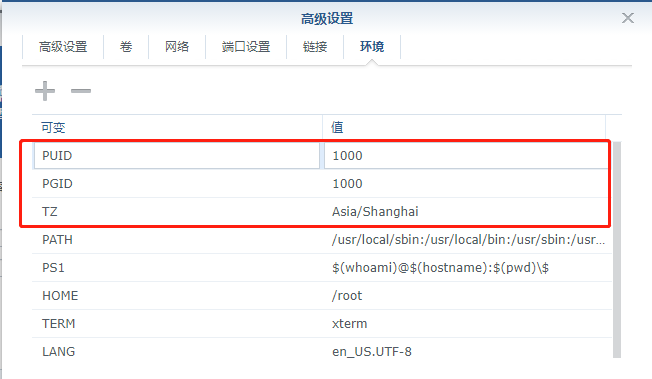 高级设置
高级设置 卷 网络 端口设置 链接 环境
可变 值
PUID 1000
PGID 1000
TZ Asia/Shanghai
PATH /usr/local/sbin:/usr/local/bin:/usr/sbin:/usr...
PS1 $(whoami)@$(hostname):$(pwd)\$
HOME /root
TERM xterm
LANG en_US.UTF-8